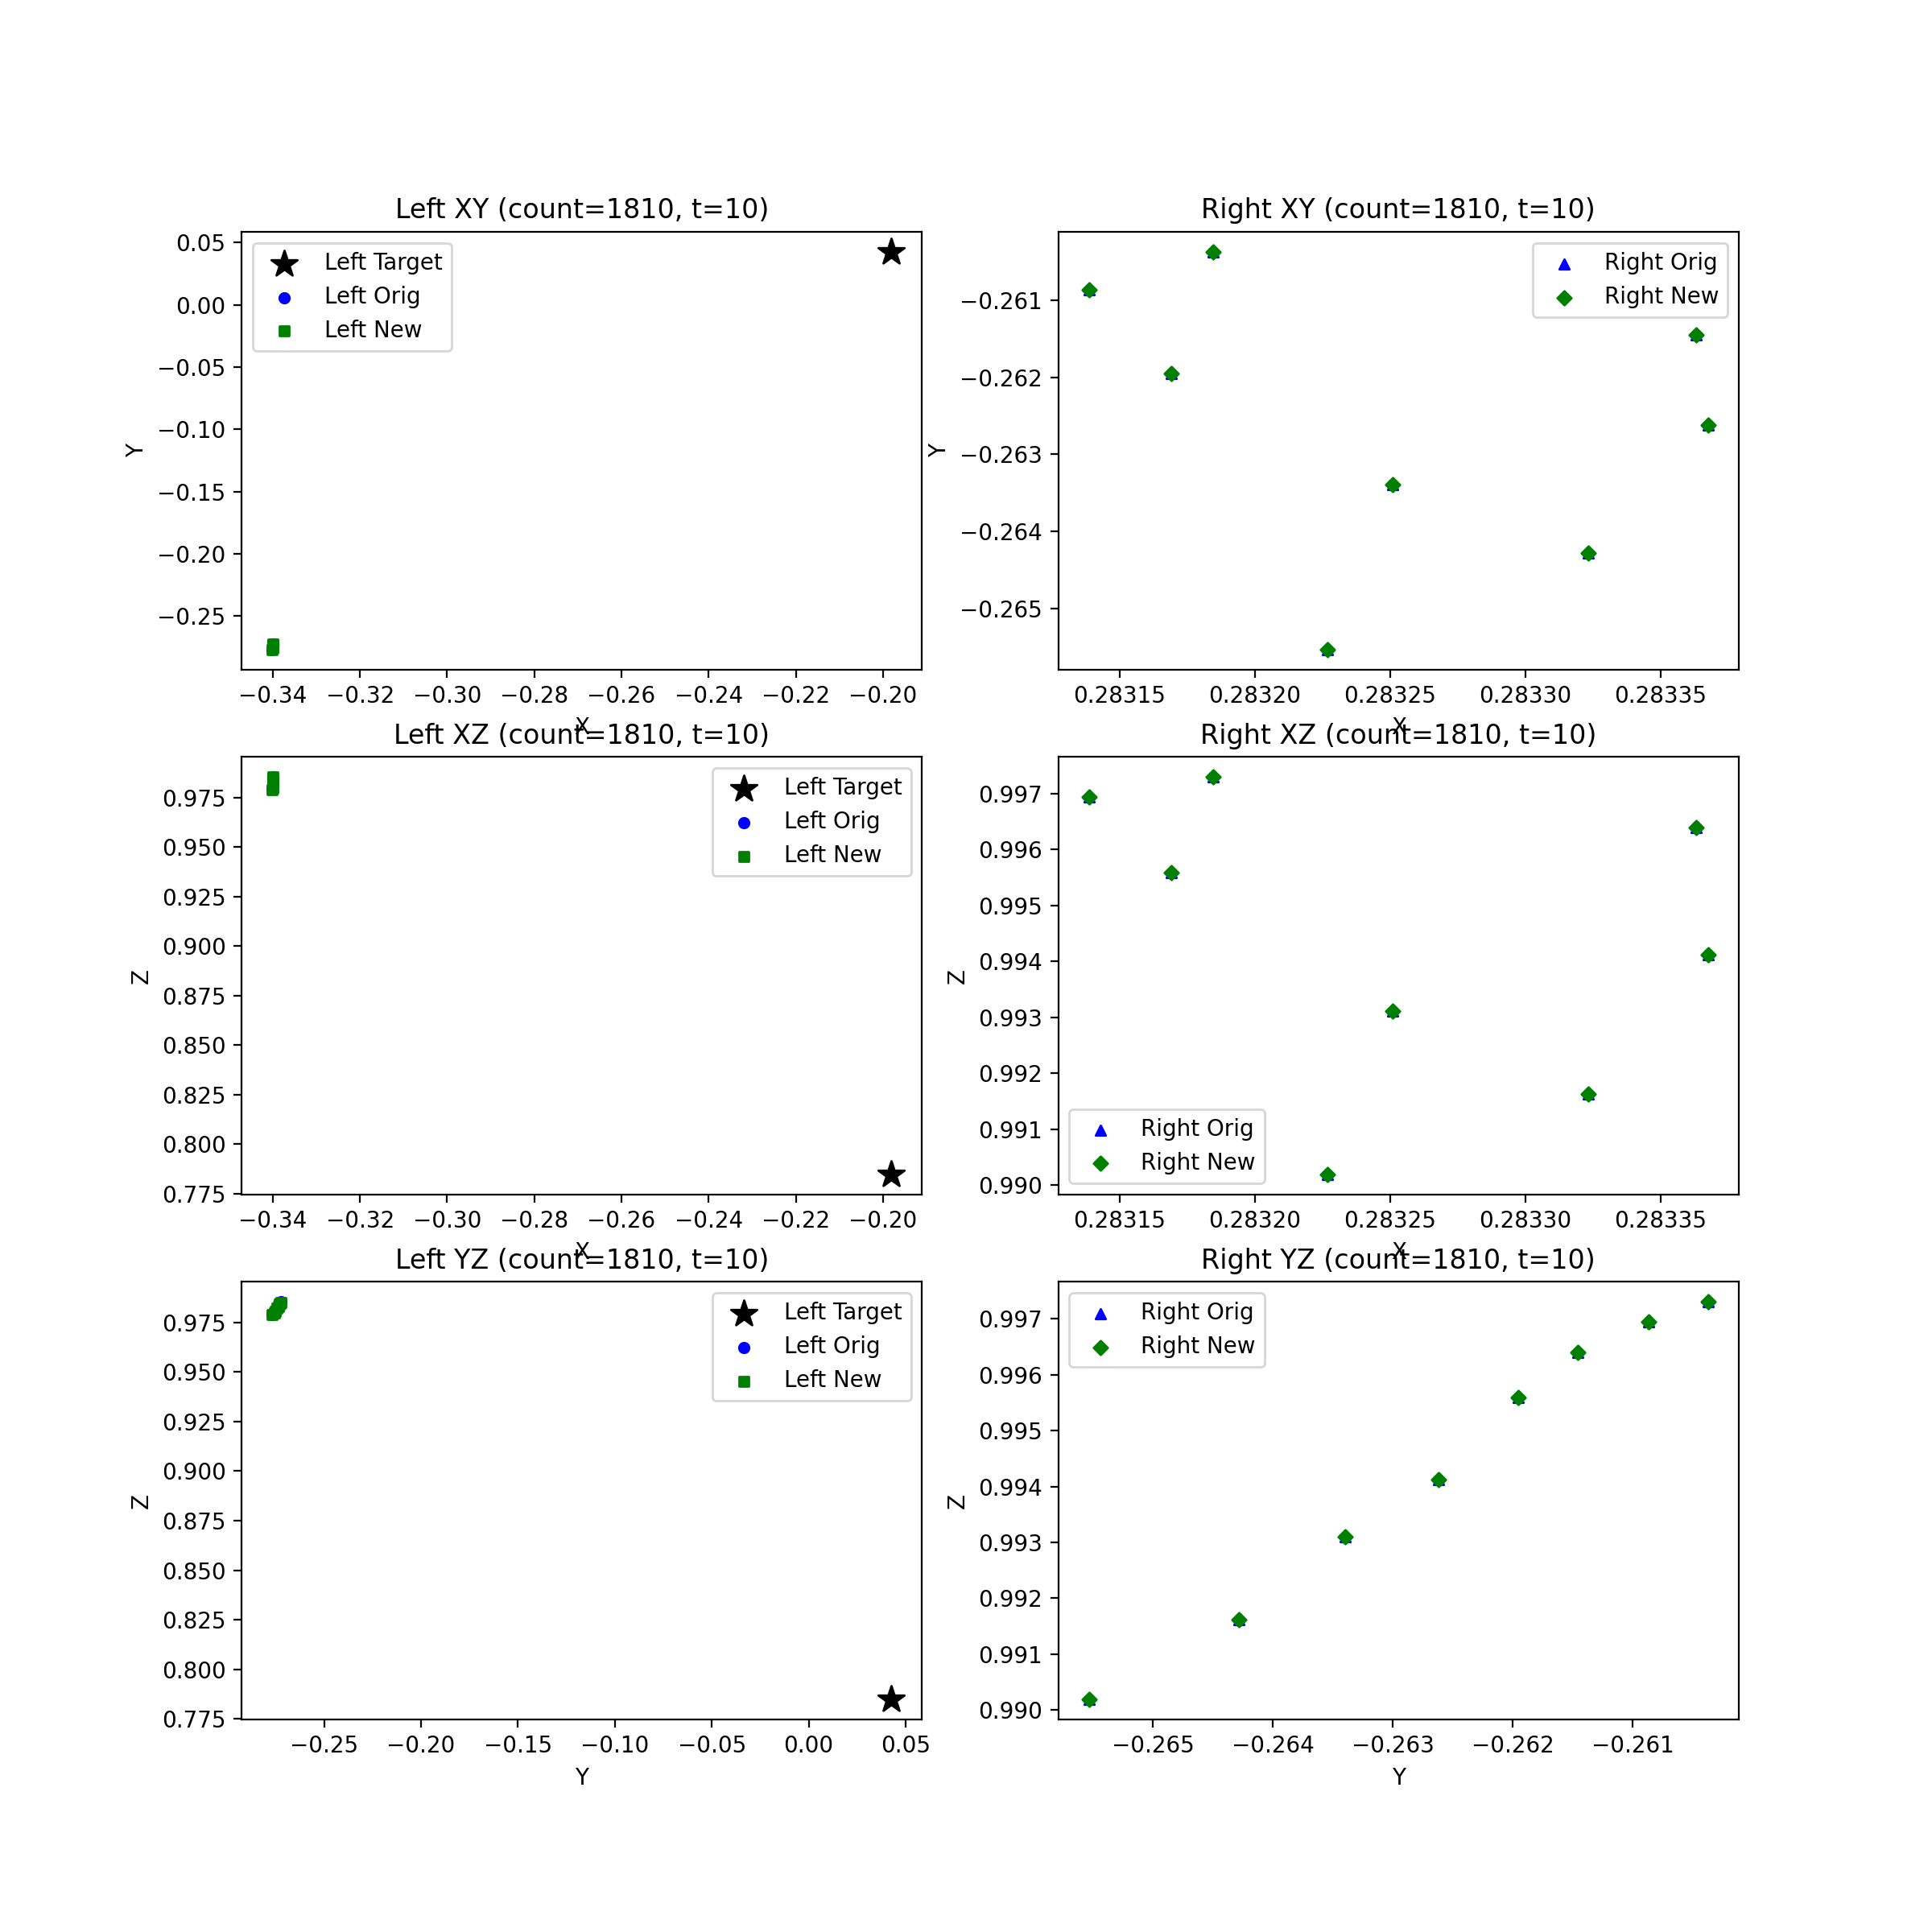 Left XY (count=1810, t=10)
0.05
0.00
−0.05
−0.10
−0.15
−0.20
−0.25
Y
Left Target
Left Orig
Left New
−0.34 −0.32 −0.30 −0.28 −0.26 −0.24 −0.22 −0.20
X
Right XY (count=1810, t=10)
−0.261
−0.262
−0.263
−0.264
−0.265
Y
Right Orig
Right New
0.28315 0.28320 0.28325 0.28330 0.28335
X
Left XZ (count=1810, t=10)
0.975
0.950
0.925
0.900
0.875
0.850
0.825
0.800
0.775
Z
Left Target
Left Orig
Left New
−0.34 −0.32 −0.30 −0.28 −0.26 −0.24 −0.22 −0.20
X
Right XZ (count=1810, t=10)
0.997
0.996
0.995
0.994
0.993
0.992
0.991
0.990
Z
Right Orig
Right New
0.28315 0.28320 0.28325 0.28330 0.28335
X
Left YZ (count=1810, t=10)
0.975
0.950
0.925
0.900
0.875
0.850
0.825
0.800
0.775
Z
Left Target
Left Orig
Left New
−0.25 −0.20 −0.15 −0.10 −0.05 0.00 0.05
Y
Right YZ (count=1810, t=10)
0.997
0.996
0.995
0.994
0.993
0.992
0.991
0.990
Z
Right Orig
Right New
−0.265 −0.264 −0.263 −0.262 −0.261
Y